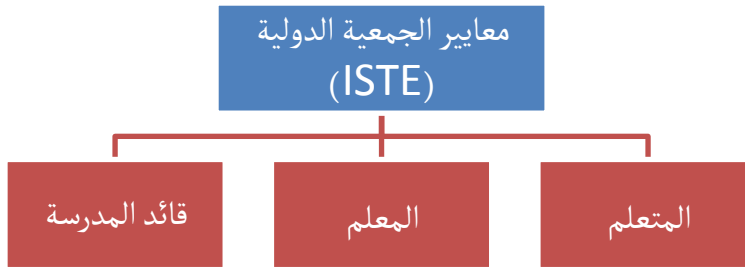 معايير الجمعية الدولية
(ISTE)
المتعلم
المعلم
قائد المدرسة